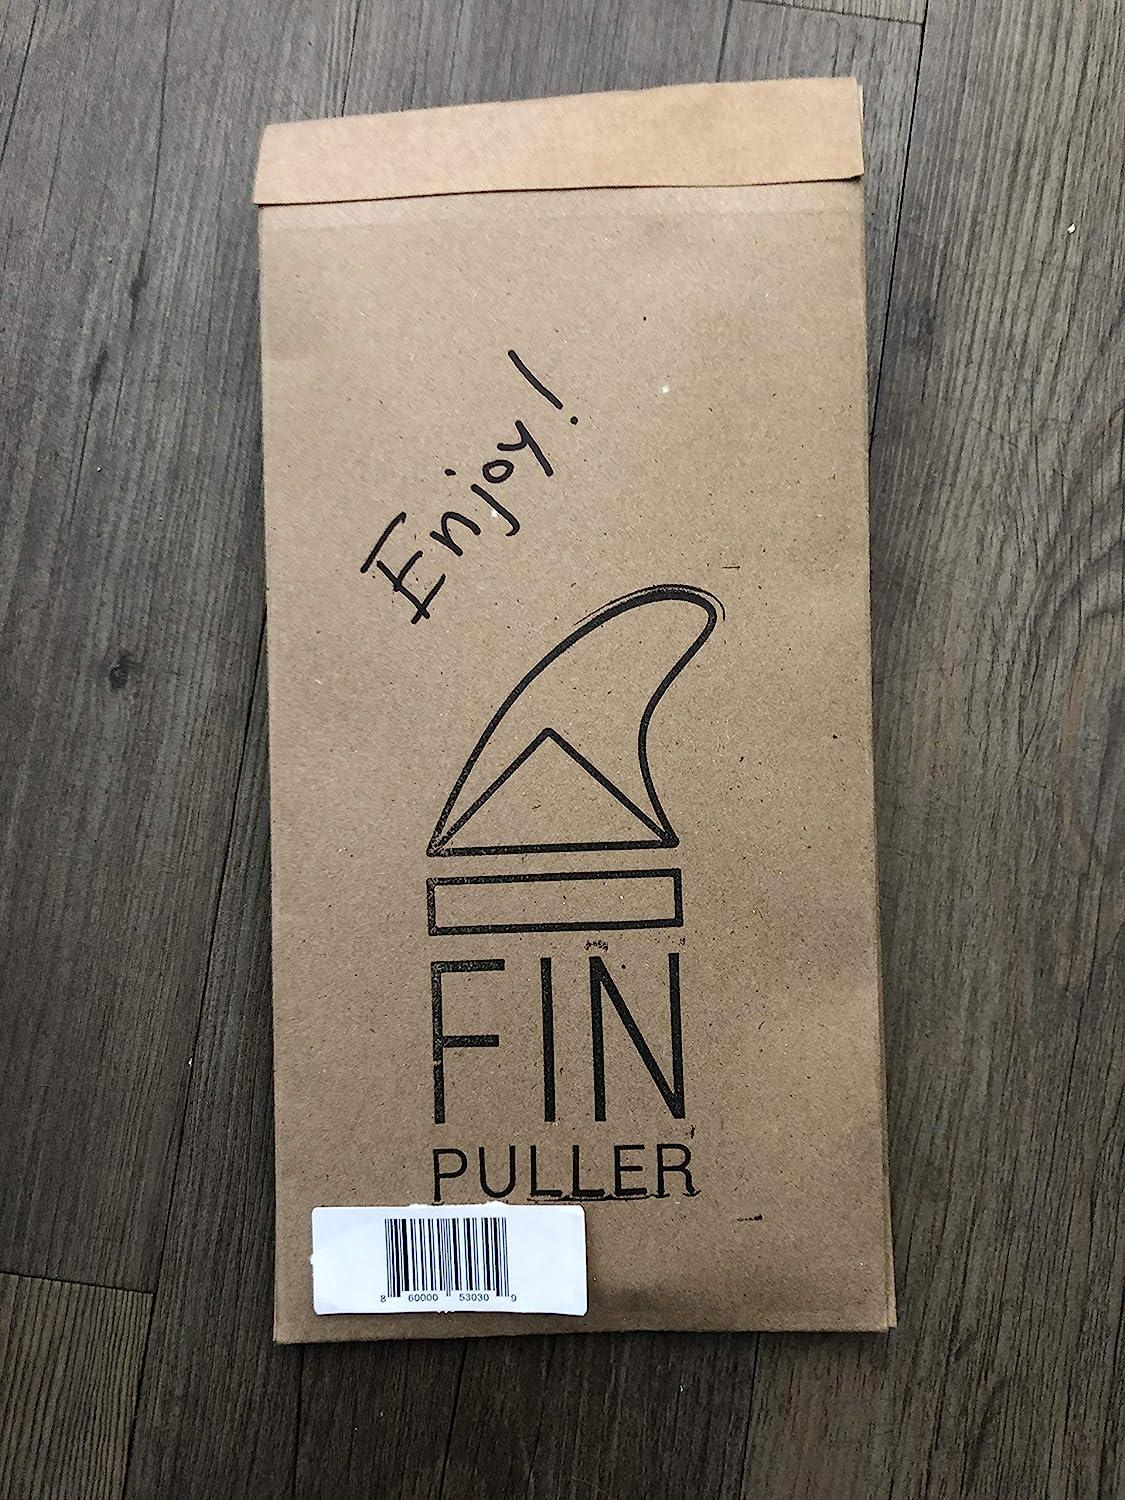 Enjoy!
FIN
PULLER
8 60000 53030 9